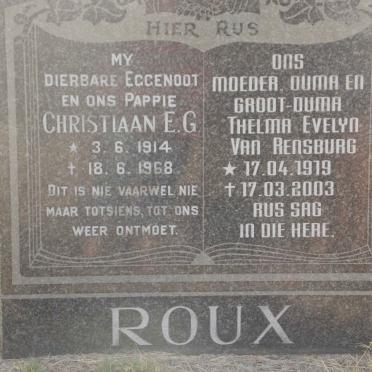 HIER RUS
MY
DIERBARE EGGENOOT
EN ONS PAPPIE
CHRISTIAAN E.G.
★ 3.6.1914
† 18.6.1968
DIT IS NIE VAARWEL NIE
MAAR TOTSIENS, TOT ONS
WEER ONTMOET.
ONS
MOEDER, OUMA EN
GROOT-OUMA
THELMA EVELYN
VAN RENSBURG
★ 17.04.1919
† 17.03.2003
RUS SAG
IN DIE HERE.
ROUX